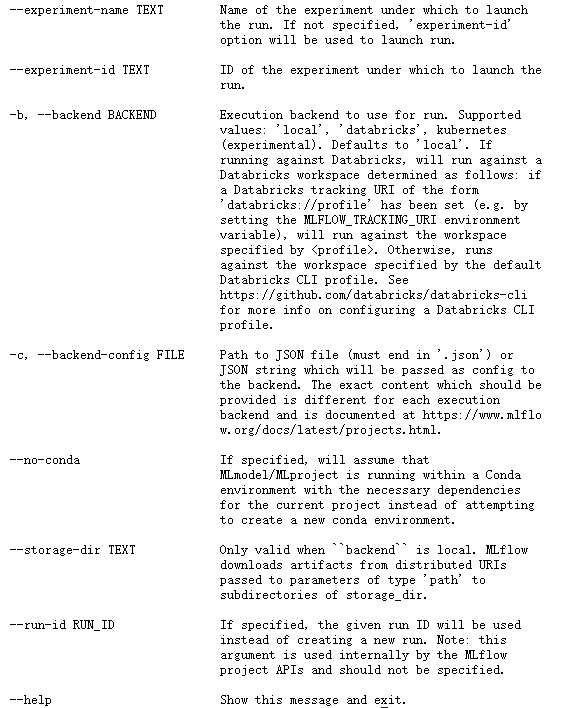 --experiment-name TEXT Name of the experiment under which to launch
the run. If not specified, 'experiment-id'
option will be used to launch run.
--experiment-id TEXT ID of the experiment under which to launch the
run.
-b, --backend BACKEND Execution backend to use for run. Supported
values: 'local', 'databricks', kubernetes
(experimental). Defaults to 'local'. If
running against Databricks, will run against a
Databricks workspace determined as follows: if
a Databricks tracking URI of the form
'databricks://profile' has been set (e.g. by
setting the MLFLOW_TRACKING_URI environment
variable), will run against the workspace
specified by <profile>. Otherwise, runs
against the workspace specified by the default
Databricks CLI profile. See
https://github.com/databricks/databricks-cli
for more info on configuring a Databricks CLI
profile.
-c, --backend-config FILE Path to JSON file (must end in '.json') or
JSON string which will be passed as config to
the backend. The exact content which should be
provided is different for each execution
backend and is documented at https://www.mlflo
w.org/docs/latest/projects.html.
--no-conda If specified, will assume that
MLmodel/MLproject is running within a Conda
environment with the necessary dependencies
for the current project instead of attempting
to create a new conda environment.
--storage-dir TEXT Only valid when ``backend`` is local. MLflow
downloads artifacts from distributed URIs
passed to parameters of type 'path' to
subdirectories of storage_dir.
--run-id RUN_ID If specified, the given run ID will be used
instead of creating a new run. Note: this
argument is used internally by the MLflow
project APIs and should not be specified.
--help Show this message and exit.